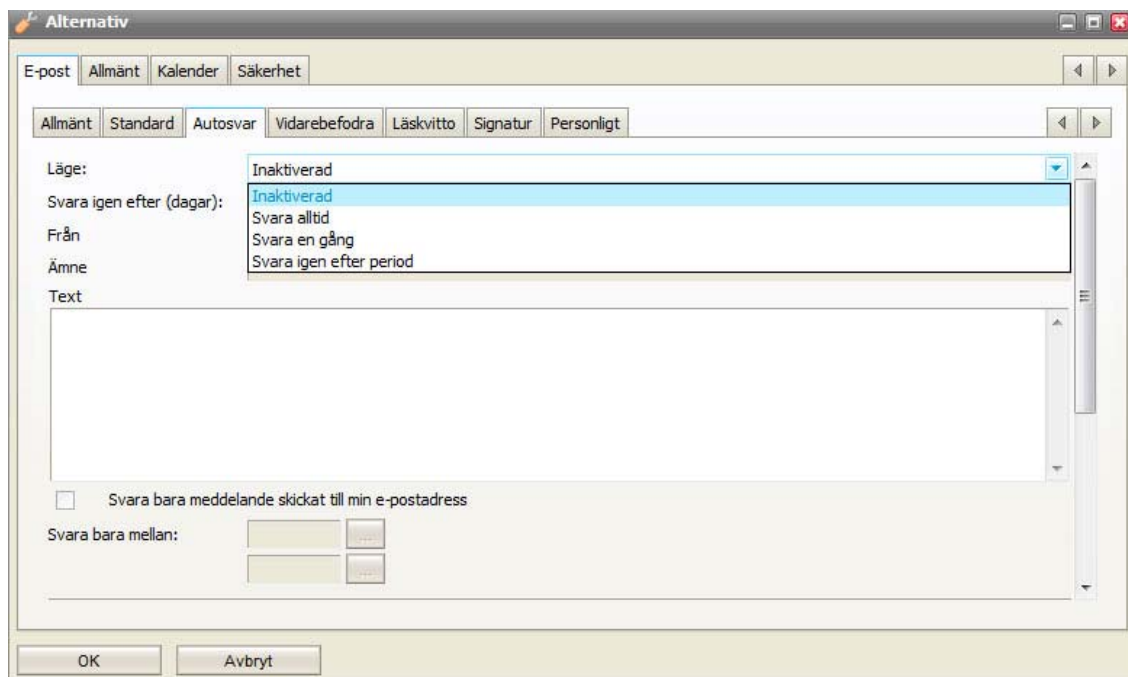 Alternativ
E-post Allmänt Kalender Säkerhet
Allmänt Standard Autosvar Vidarebefodra Läskvitto Signatur Personligt
Läge: Inaktiverad
Inaktiverad
Svara igen efter (dagar):
Svara alltid
Från Svara en gång
Svara igen efter period
Ämne
Text
Svara bara meddelande skickat till min e-postadress
Svara bara mellan: ...
...
OK Avbryt